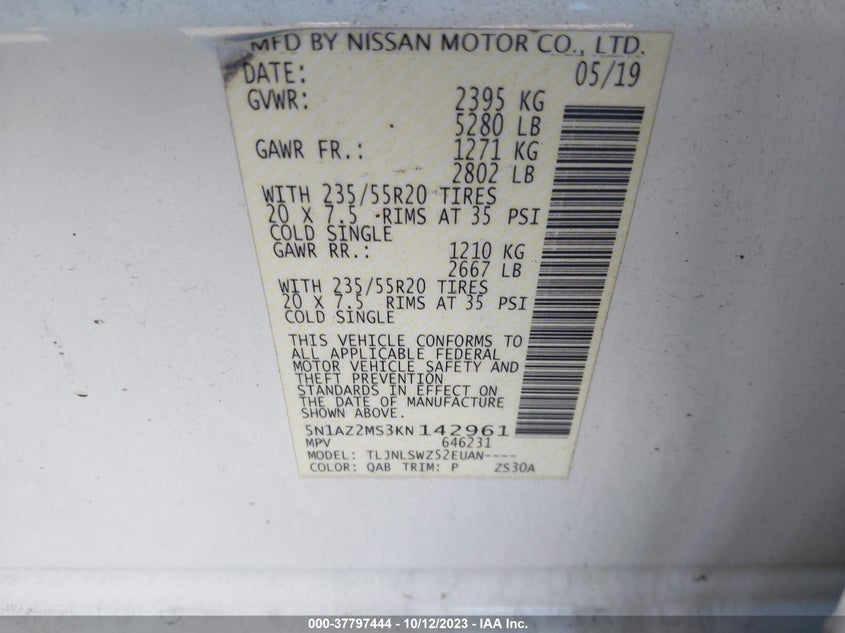 MFD BY NISSAN MOTOR CO., LTD.
DATE: 05/19
GVWR: 2395 KG
5280 LB
GAWR FR.: 1271 KG
2802 LB
WITH 235/55R20 TIRES
20 X 7.5 RIMS AT 35 PSI
COLD SINGLE
GAWR RR.: 1210 KG
2667 LB
WITH 235/55R20 TIRES
20 X 7.5 RIMS AT 35 PSI
COLD SINGLE
THIS VEHICLE CONFORMS TO
ALL APPLICABLE FEDERAL
MOTOR VEHICLE SAFETY AND
THEFT PREVENTION
STANDARDS IN EFFECT ON
THE DATE OF MANUFACTURE
SHOWN ABOVE.
5N1AZ2MS3KN142961
MPV 646231
MODEL: TLJNLSWZ52EUAN----
COLOR: QAB TRIM: P ZS30A
000-37797444 - 10/12/2023 - IAA Inc.